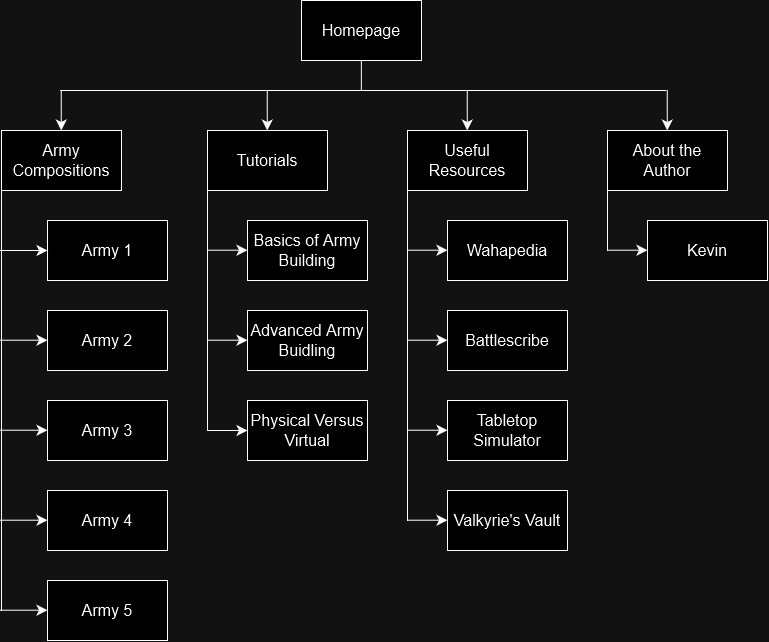 Homepage
Army
Compositions
Tutorials
Useful
Resources
About the
Author
Army 1
Basics of Army
Building
Wahapedia
Kevin
Army 2
Advanced Army
Buidling
Battlescribe
Army 3
Physical Versus
Virtual
Tabletop
Simulator
Army 4
Valkyrie's Vault
Army 5